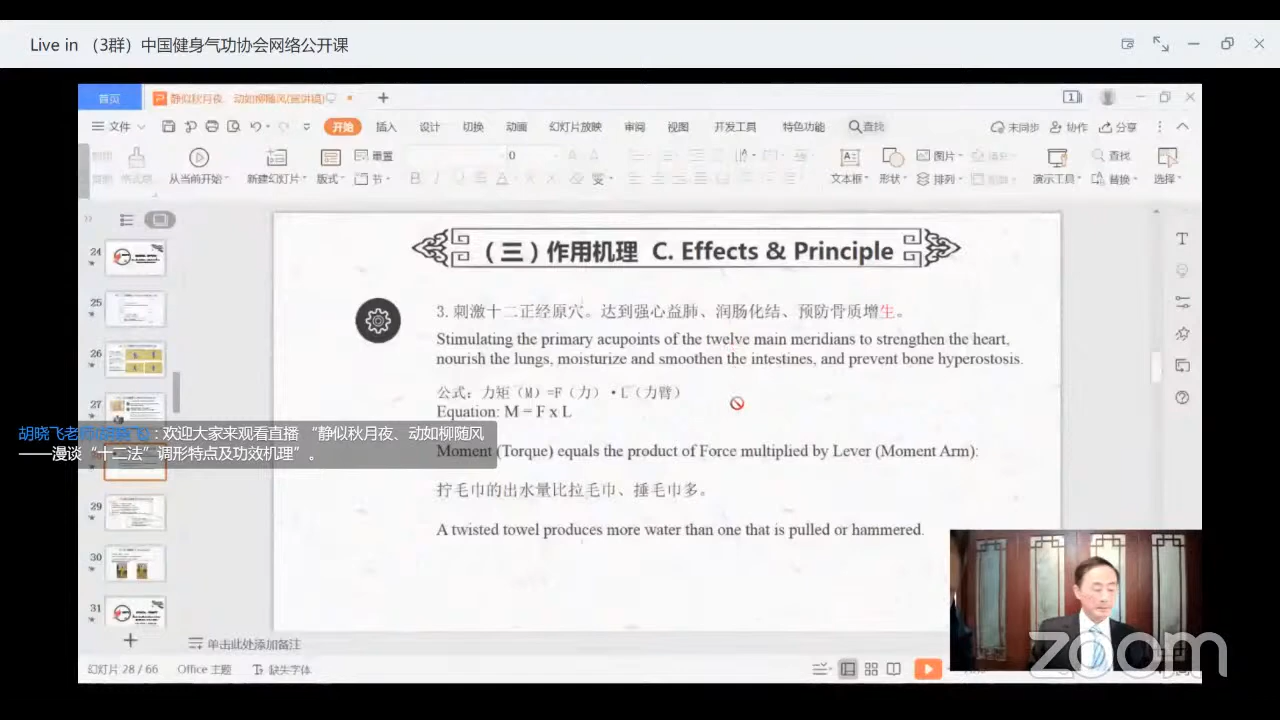 Live in （3群）中国健身气功协会网络公开课
首页
静似秋月夜、动如柳随风(宣讲稿)
1
文件
开始 插入 设计 切换 动画 幻灯片放映 审阅 视图 开发工具 特色功能 查找
未同步 协作 分享
重置
0
图片
查找
从当前开始 新建幻灯片 版式 节
B
文本框 形状 排列
演示工具 替换 选择
24
25
26
27
29
30
31
（三）作用机理 C. Effects & Principle
3. 刺激十二正经原穴。达到强心益肺、润肠化结、预防骨质增生。
Stimulating the primary acupoints of the twelve main meridians to strengthen the heart,
nourish the lungs, moisturize and smoothen the intestines, and prevent bone hyperostosis.
公式：力矩（M）=F（力）·L（力臂）
Equation: M = F x L
Moment (Torque) equals the product of Force multiplied by Lever (Moment Arm):
拧毛巾的出水量比拉毛巾、捶毛巾多。
A twisted towel produces more water than one that is pulled or hammered.
: 欢迎大家来观看直播 “静似秋月夜、动如柳随风
——漫谈“十二法”调形特点及功效机理”。
单击此处添加备注
幻灯片 28 / 66 Office 主题 缺失字体
zoom